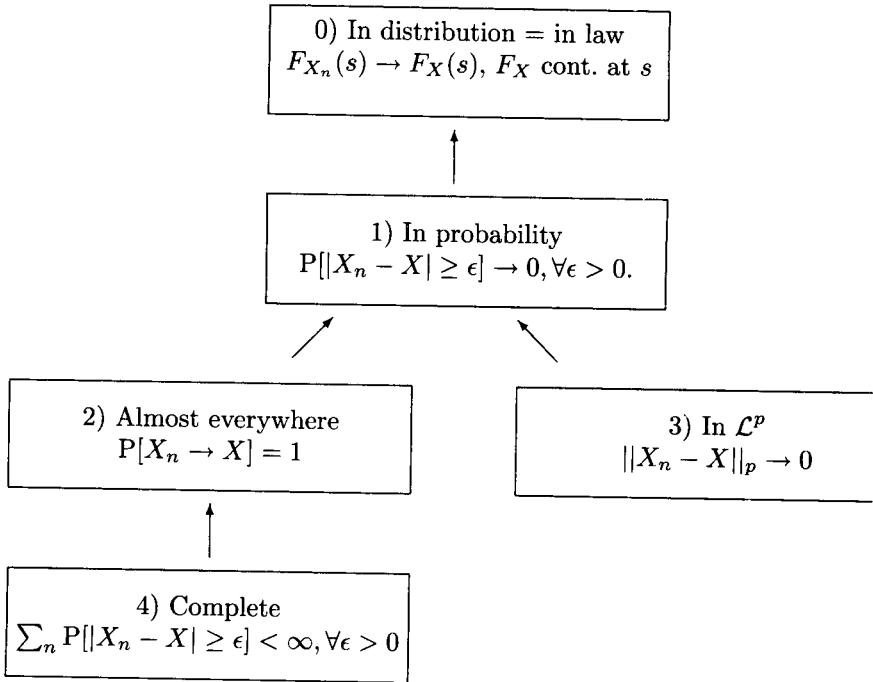 0) In distribution = in law
F_{X_n}(s) → F_X(s), F_X cont. at s
1) In probability
P[|X_n − X| ≥ ϵ] → 0, ∀ϵ > 0.
2) Almost everywhere
P[X_n → X] = 1
3) In 𝓛^p
||X_n − X||_p → 0
4) Complete
∑_n P[|X_n − X| ≥ ϵ] < ∞, ∀ϵ > 0